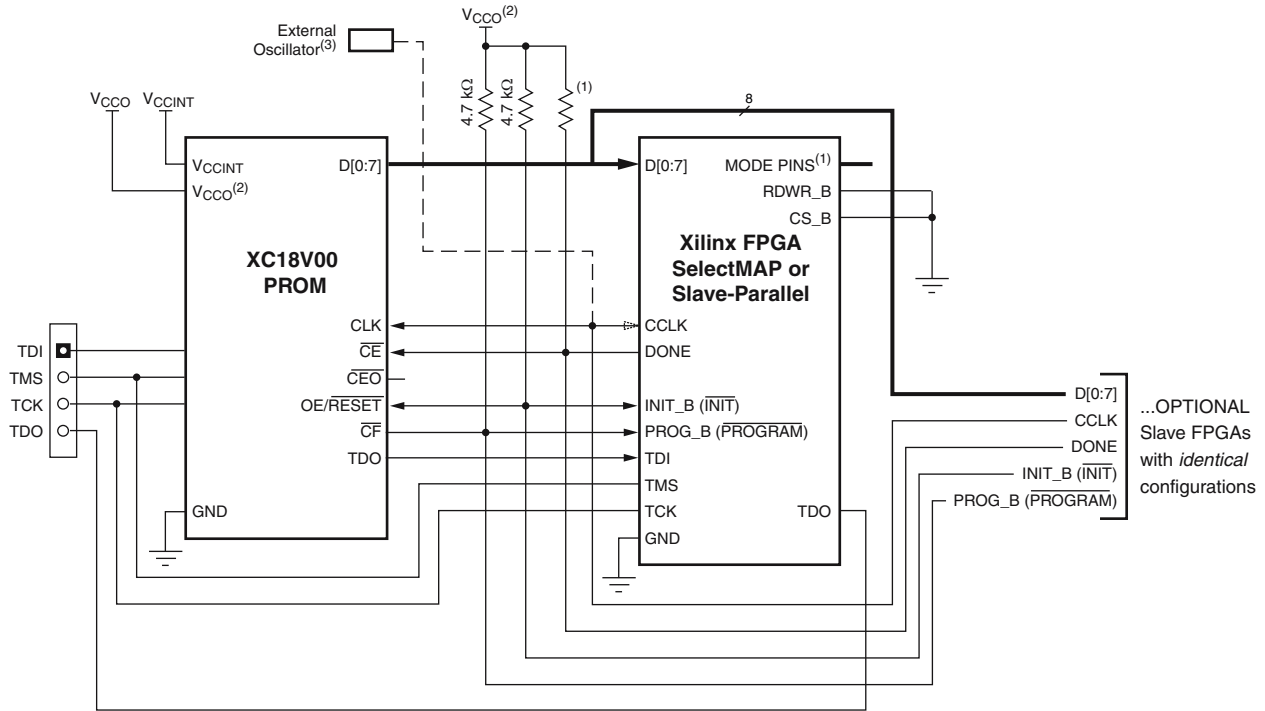 External
Oscillator(3)
VCCO(2)
4.7 kΩ
4.7 kΩ
(1)
8
VCCO
VCCINT
VCCINT
VCCO(2)
D[0:7]
XC18V00
PROM
CLK
CE
CEO
OE/RESET
CF
TDO
GND
TDI
TMS
TCK
TDO
D[0:7]
MODE PINS(1)
RDWR_B
CS_B
Xilinx FPGA
SelectMAP or
Slave-Parallel
CCLK
DONE
INIT_B (INIT)
PROG_B (PROGRAM)
TDI
TMS
TCK
TDO
GND
D[0:7]
CCLK
DONE
INIT_B (INIT)
PROG_B (PROGRAM)
...OPTIONAL
Slave FPGAs
with identical
configurations